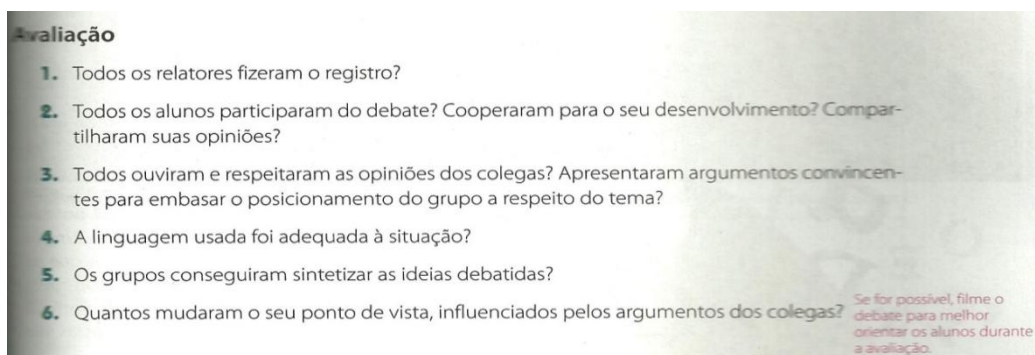 Avaliação
1. Todos os relatores fizeram o registro?
2. Todos os alunos participaram do debate? Cooperaram para o seu desenvolvimento? Compar-
tilharam suas opiniões?
3. Todos ouviram e respeitaram as opiniões dos colegas? Apresentaram argumentos convincen-
tes para embasar o posicionamento do grupo a respeito do tema?
4. A linguagem usada foi adequada à situação?
5. Os grupos conseguiram sintetizar as ideias debatidas?
6. Quantos mudaram o seu ponto de vista, influenciados pelos argumentos dos colegas?
Se for possível, filme o
debate para melhor
orientar os alunos durante
a avaliação.